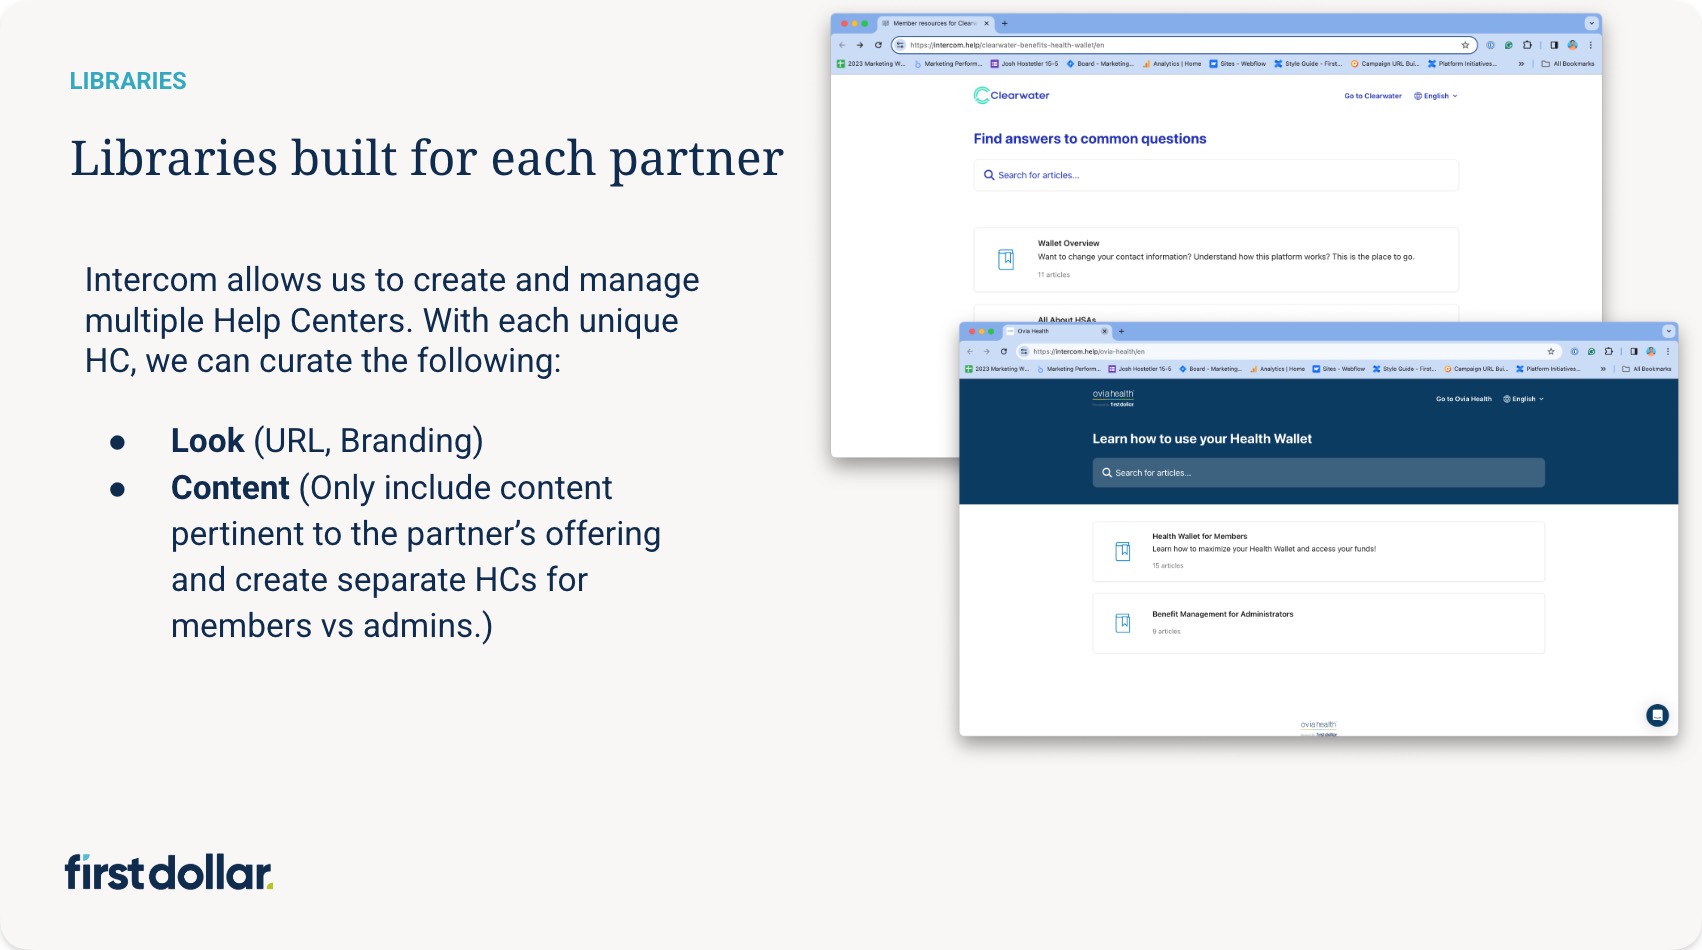 LIBRARIES
Libraries built for each partner
Intercom allows us to create and manage
multiple Help Centers. With each unique
HC, we can curate the following:
● Look (URL, Branding)
● Content (Only include content
pertinent to the partner’s offering
and create separate HCs for
members vs admins.)
firstdollar.
Member resources for Clearw
https://intercom.help/clearwater-benefits-health-wallet/en
2023 Marketing W... Marketing Perform... Josh Hostetler 15-5 Board - Marketing... Analytics | Home Sites - Webflow Style Guide - First... Campaign URL Bui... Platform Initiatives... » All Bookmarks
Clearwater
Go to Clearwater English
Find answers to common questions
Search for articles...
Wallet Overview
Want to change your contact information? Understand how this platform works? This is the place to go.
11 articles
All About HSAs
Ovia Health
https://intercom.help/ovia-health/en
2023 Marketing W... Marketing Perform... Josh Hostetler 15-5 Board - Marketing... Analytics | Home Sites - Webflow Style Guide - First... Campaign URL Bui... Platform Initiatives... » All Bookmarks
ovia health
firstdollar
Go to Ovia Health English
Learn how to use your Health Wallet
Search for articles...
Health Wallet for Members
Learn how to maximize your Health Wallet and access your funds!
15 articles
Benefit Management for Administrators
9 articles
ovia health
firstdollar